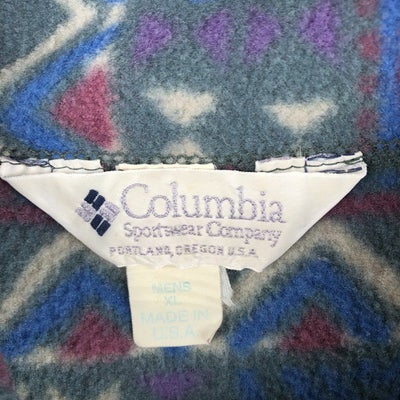 Columbia
Sportswear Company
PORTLAND, OREGON U.S.A.
MENS
XL
MADE IN
U.S.A.